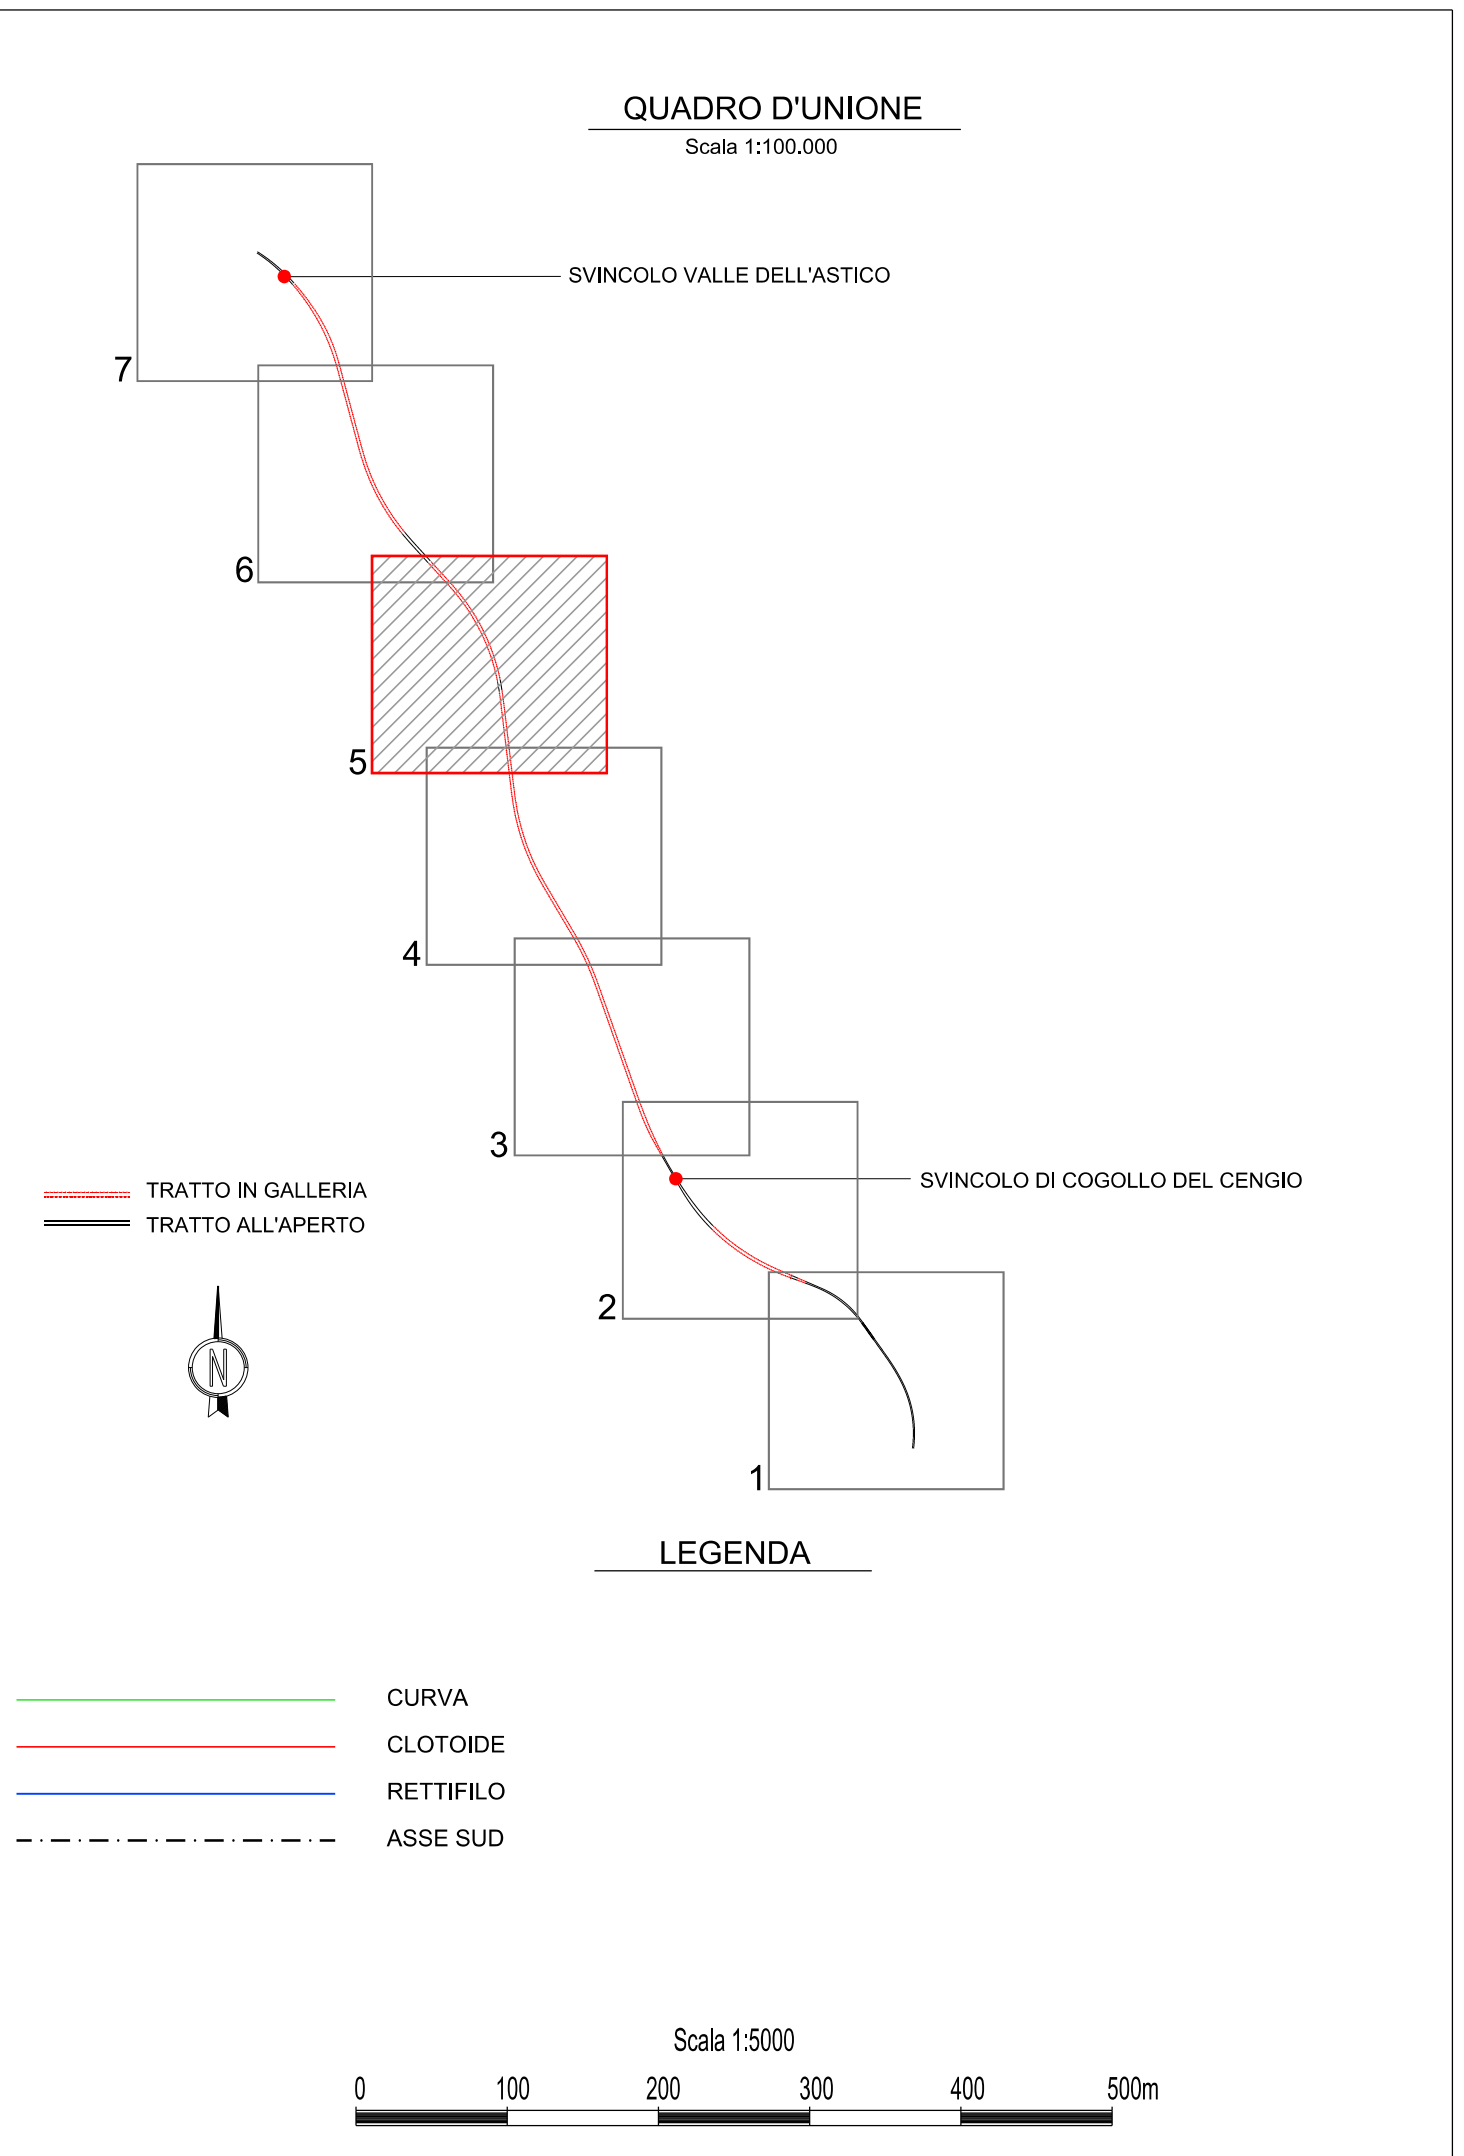 QUADRO D'UNIONE
Scala 1:100.000
SVINCOLO VALLE DELL'ASTICO
7
6
5
4
3
TRATTO IN GALLERIA
SVINCOLO DI COGOLLO DEL CENGIO
TRATTO ALL'APERTO
2
N
1
LEGENDA
CURVA
CLOTOIDE
RETTIFILO
ASSE SUD
Scala 1:5000
0 100 200 300 400 500m